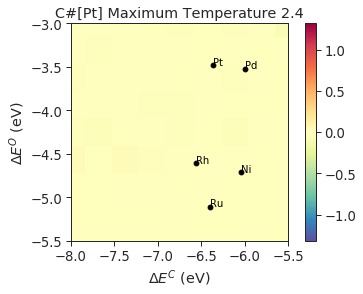 C#[Pt] Maximum Temperature 2.4
−3.0
−3.5
−4.0
−4.5
−5.0
−5.5
ΔE^O (eV)
Pt
Pd
Rh
Ni
Ru
−8.0 −7.5 −7.0 −6.5 −6.0 −5.5
ΔE^C (eV)
1.0
0.5
0.0
−0.5
−1.0